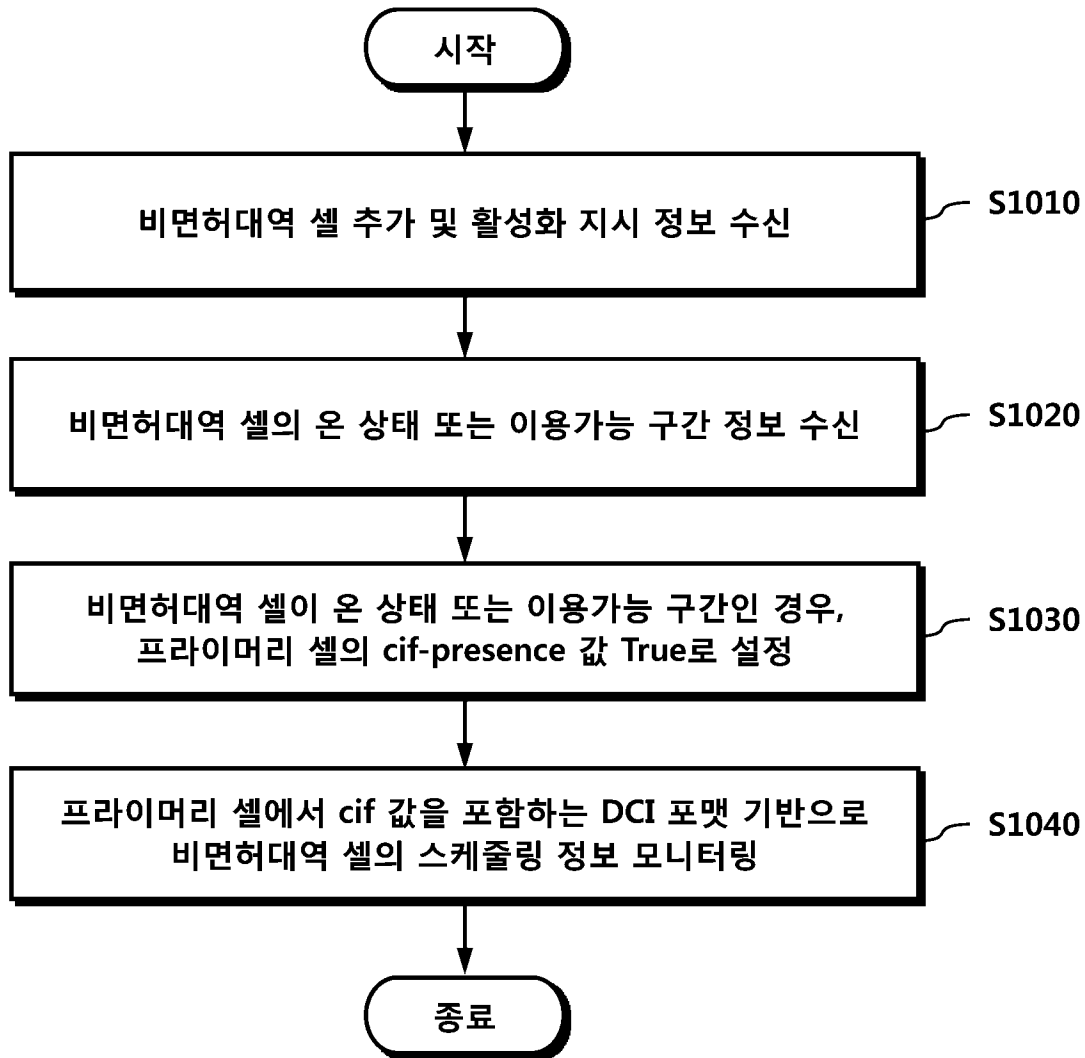 시작
비면허대역 셀 추가 및 활성화 지시 정보 수신
S1010
비면허대역 셀의 온 상태 또는 이용가능 구간 정보 수신
S1020
비면허대역 셀이 온 상태 또는 이용가능 구간인 경우,
프라이머리 셀의 cif-presence 값 True로 설정
S1030
프라이머리 셀에서 cif 값을 포함하는 DCI 포맷 기반으로
비면허대역 셀의 스케줄링 정보 모니터링
S1040
종료